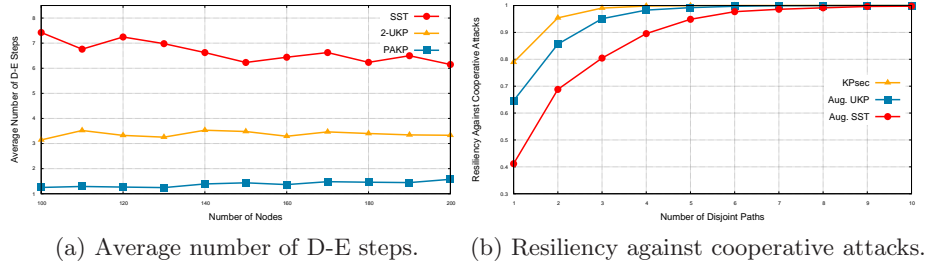 SST
2-UKP
PAKP
Average Number of D-E Steps
8
7
6
5
4
3
2
1
100
120
140
160
180
200
Number of Nodes
(a) Average number of D-E steps.
KPsec
Aug. UKP
Aug. SST
Resiliency Against Cooperative Attacks
1
0.9
0.8
0.7
0.6
0.5
0.4
0.3
1
2
3
4
5
6
7
8
9
10
Number of Disjoint Paths
(b) Resiliency against cooperative attacks.